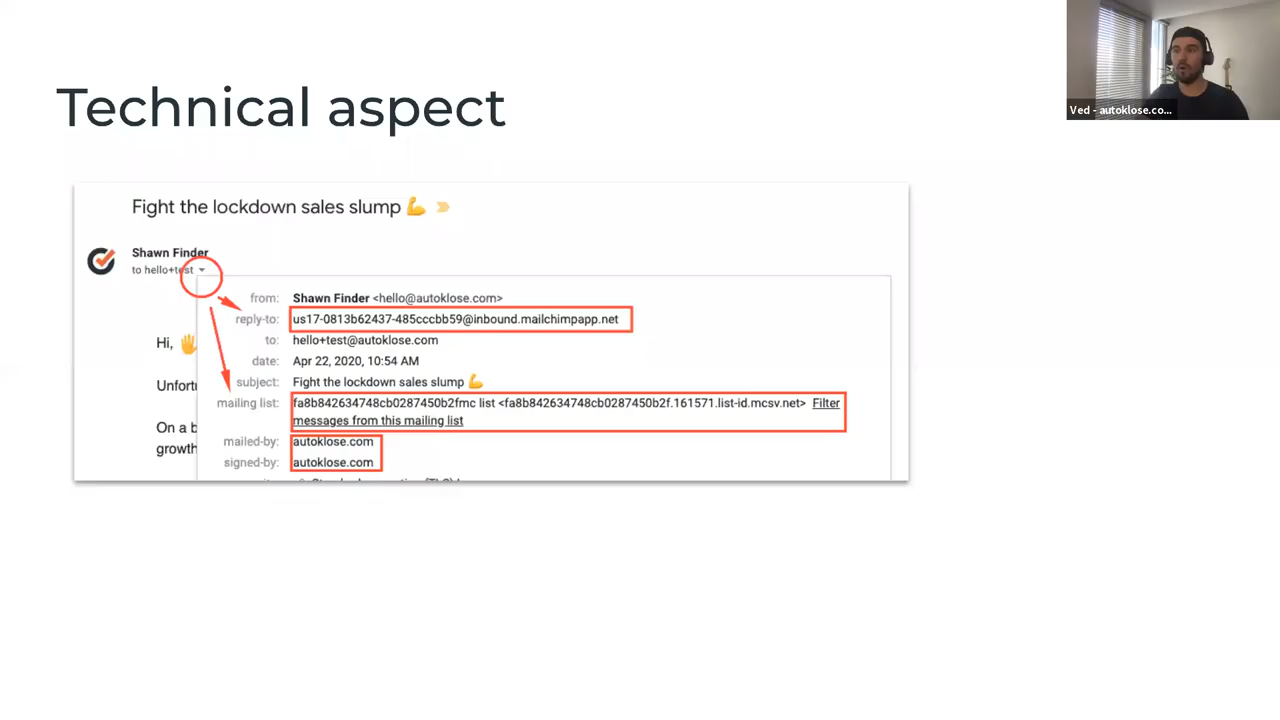 Technical aspect
Ved - autoklose.co...
Fight the lockdown sales slump 💪
Shawn Finder
to hello+test
from: Shawn Finder <hello@autoklose.com>
reply-to: us17-0813b62437-485cccbb59@inbound.mailchimpapp.net
Hi, 🖐
to: hello+test@autoklose.com
date: Apr 22, 2020, 10:54 AM
Unfortu
subject: Fight the lockdown sales slump 💪
mailing list: fa8b842634748cb0287450b2fmc list <fa8b842634748cb0287450b2f.161571.list-id.mcsv.net> Filter
messages from this mailing list
On a b
growth
mailed-by: autoklose.com
signed-by: autoklose.com